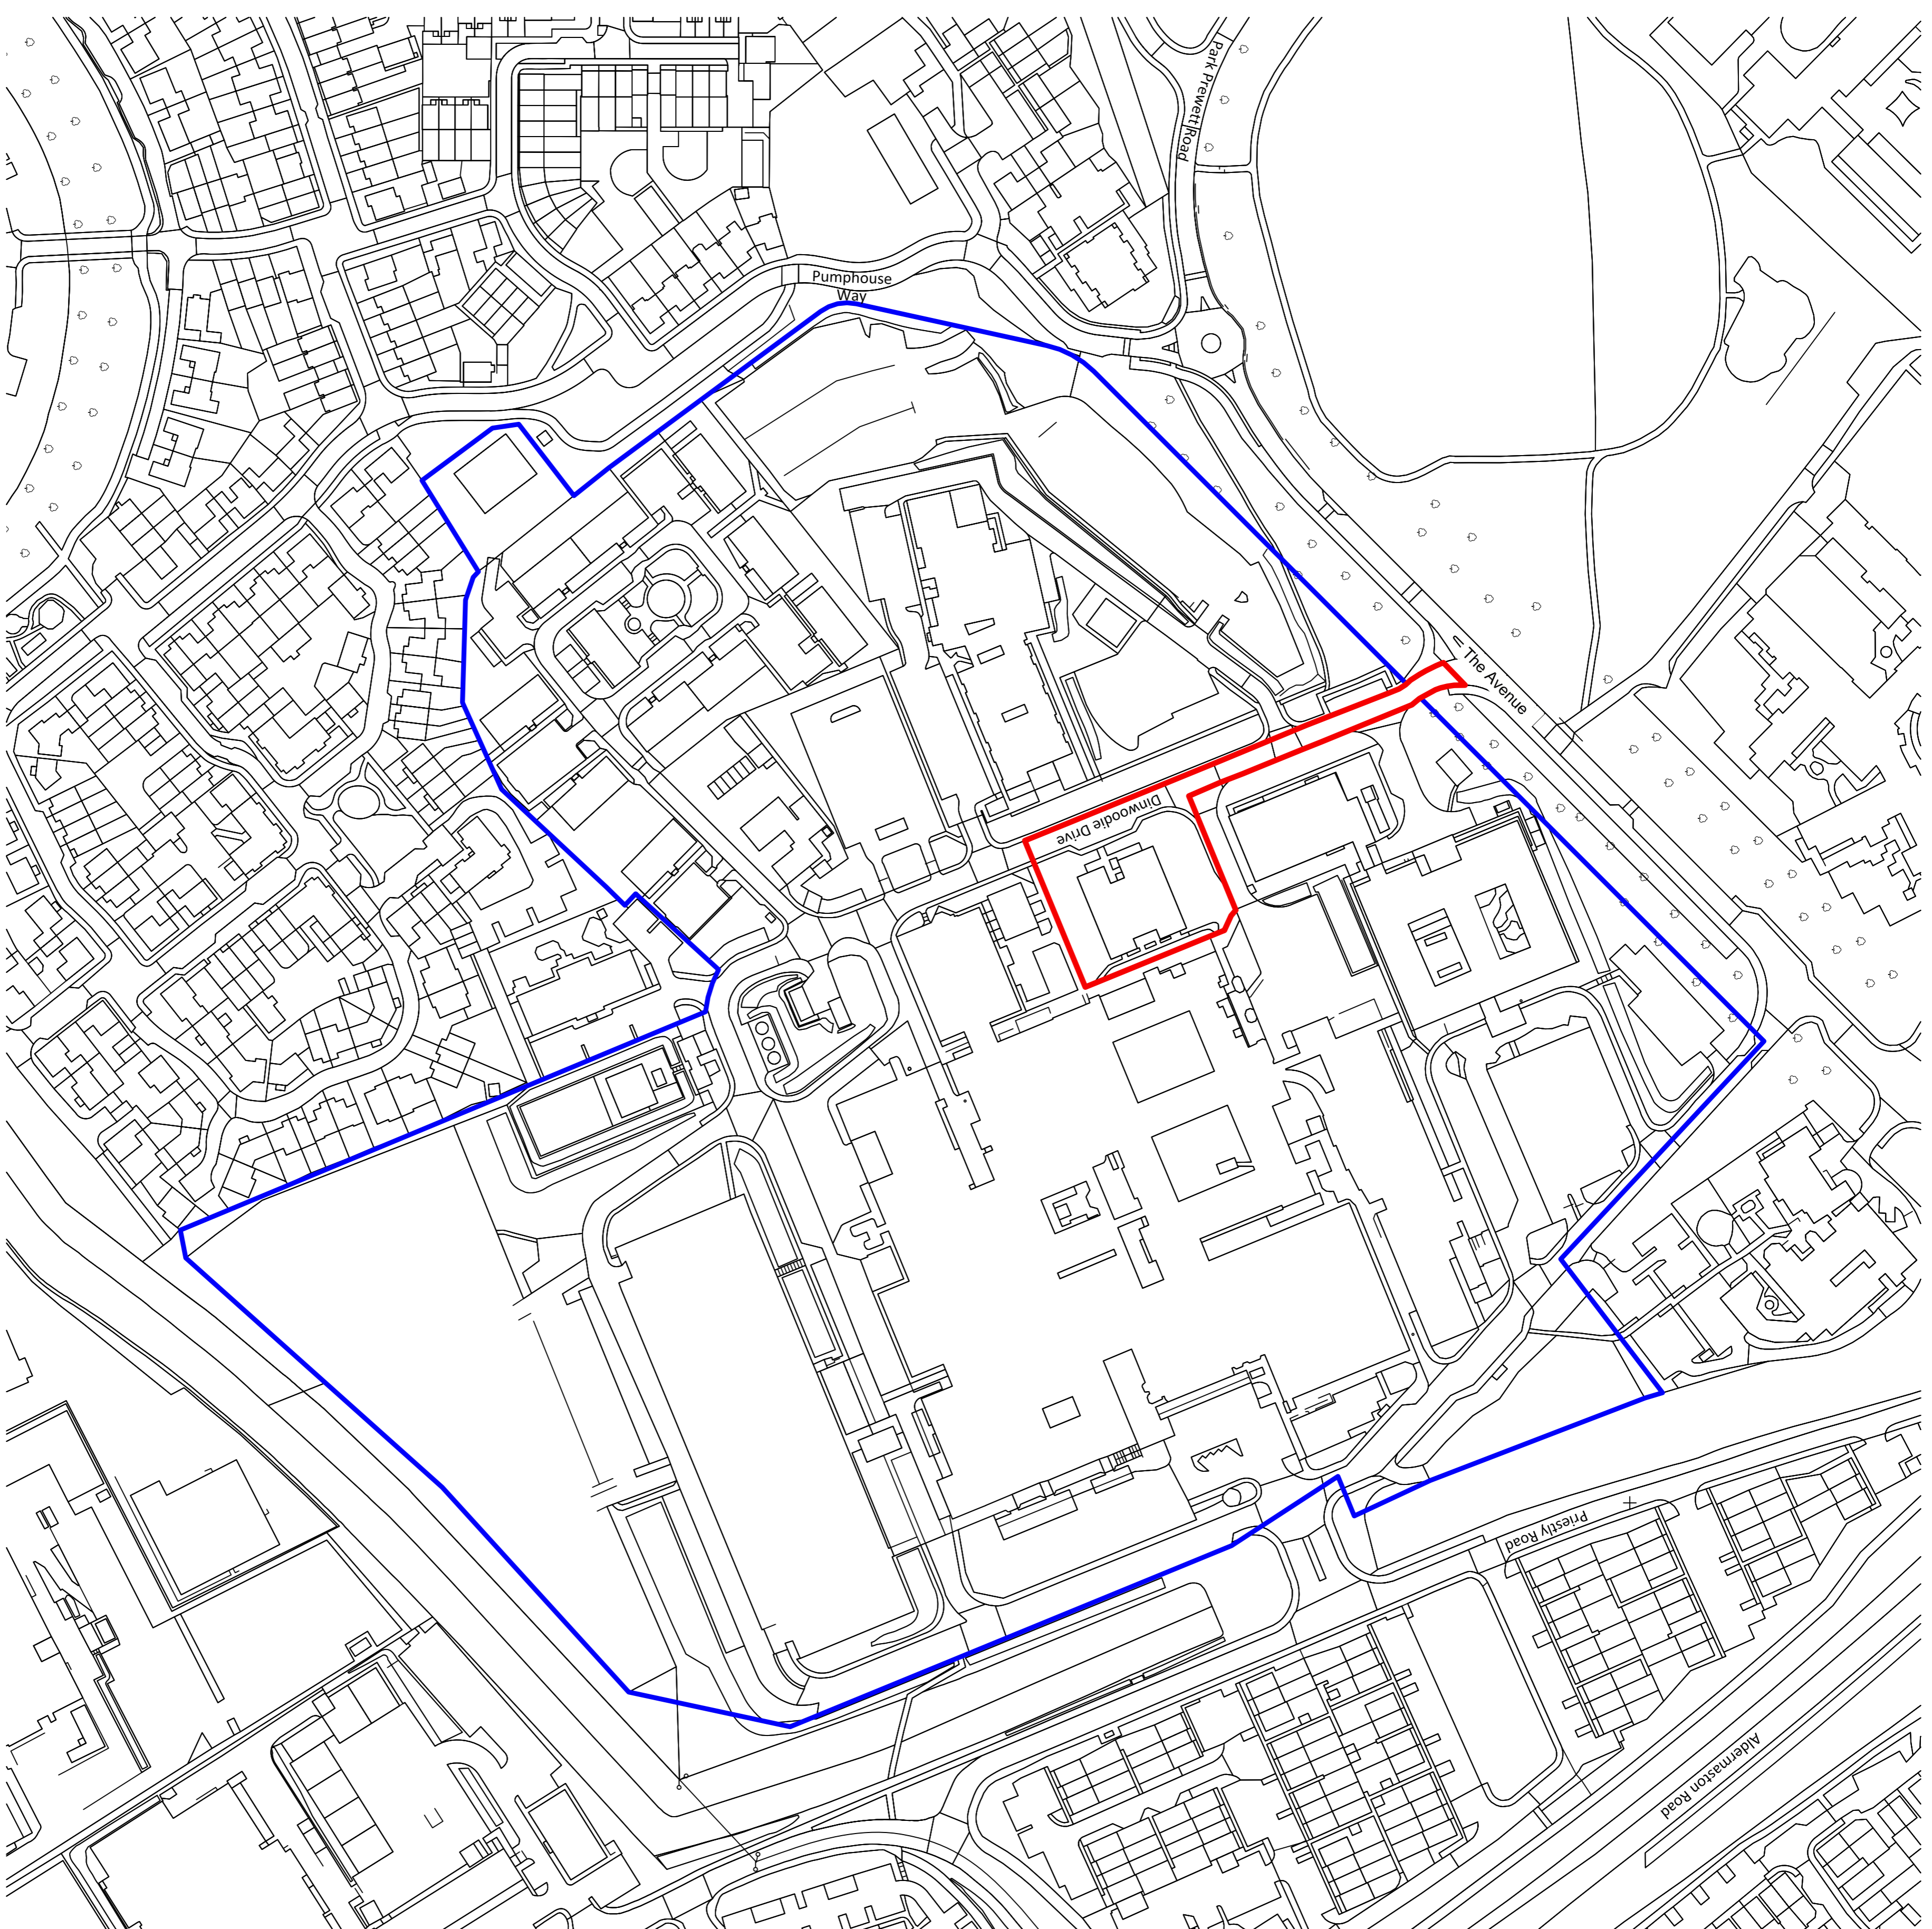 Park Prewett Road
Pumphouse
Way
The Avenue
Dinwoodie Drive
Priestly Road
Aldermaston Road